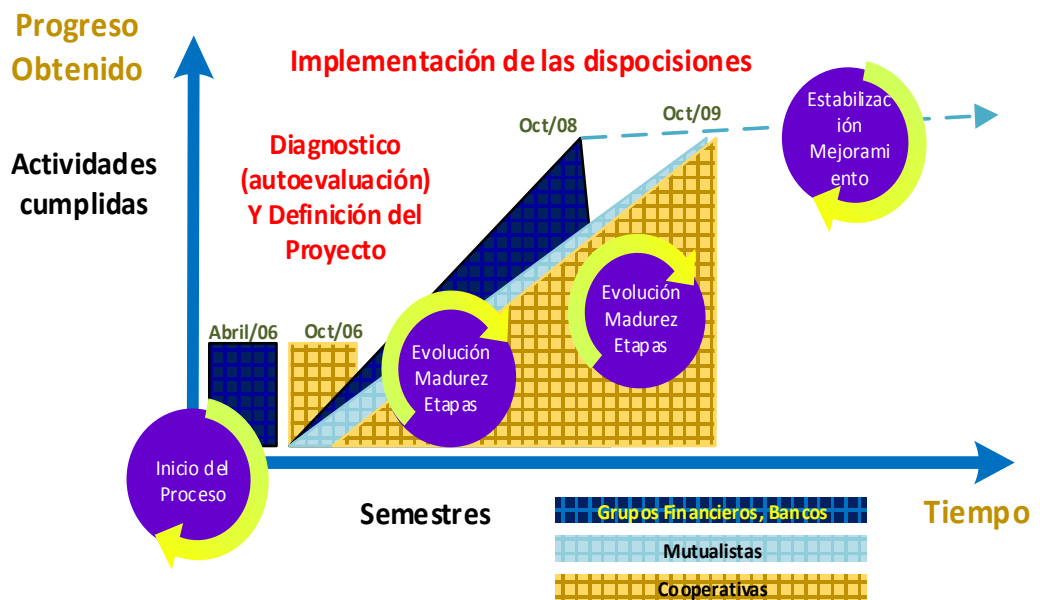 Progreso
Obtenido
Implementación de las dispocisiones
Actividades
cumplidas
Diagnostico
(autoevaluación)
Y Definición del
Proyecto
Oct/08
Oct/09
Estabilizac
ión
Mejorami
ento
Abril/06
Oct/06
Evolución
Madurez
Etapas
Evolución
Madurez
Etapas
Inicio del
Proceso
Semestres
Tiempo
Grupos Financieros, Bancos
Mutualistas
Cooperativas